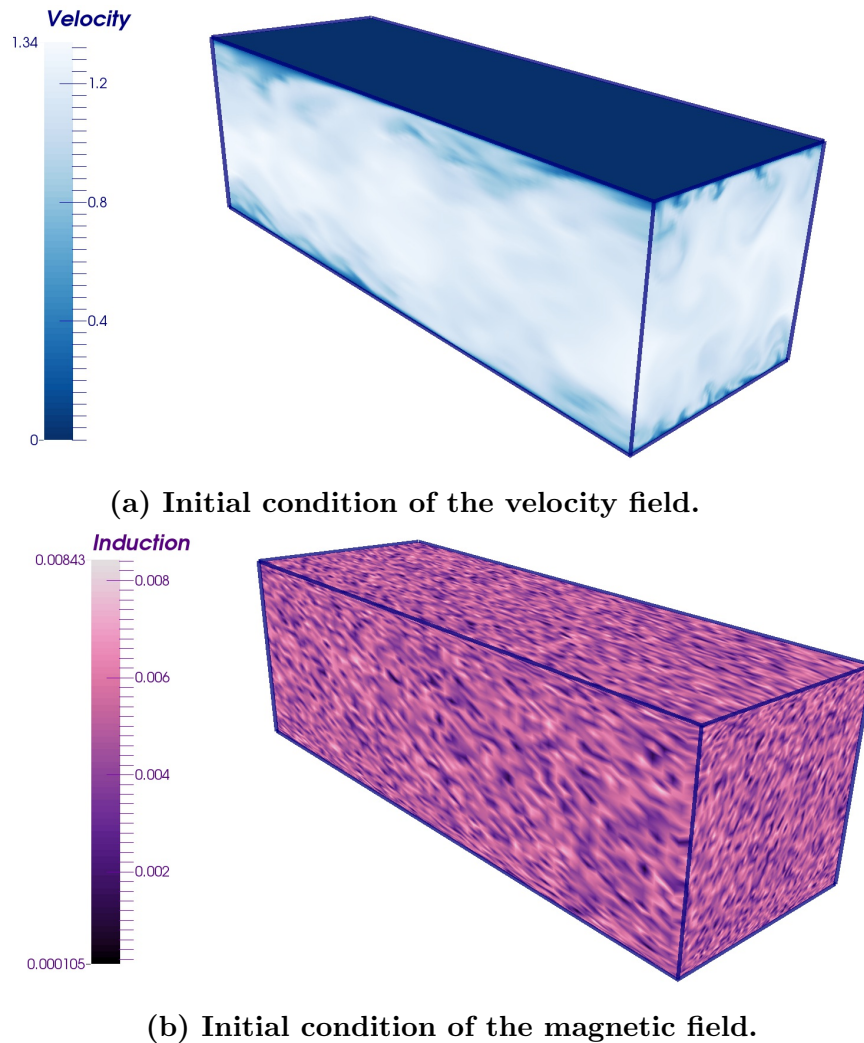 Velocity
1.34
1.2
0.8
0.4
0
(a) Initial condition of the velocity field.
Induction
0.00843
0.008
0.006
0.004
0.002
0.000105
(b) Initial condition of the magnetic field.